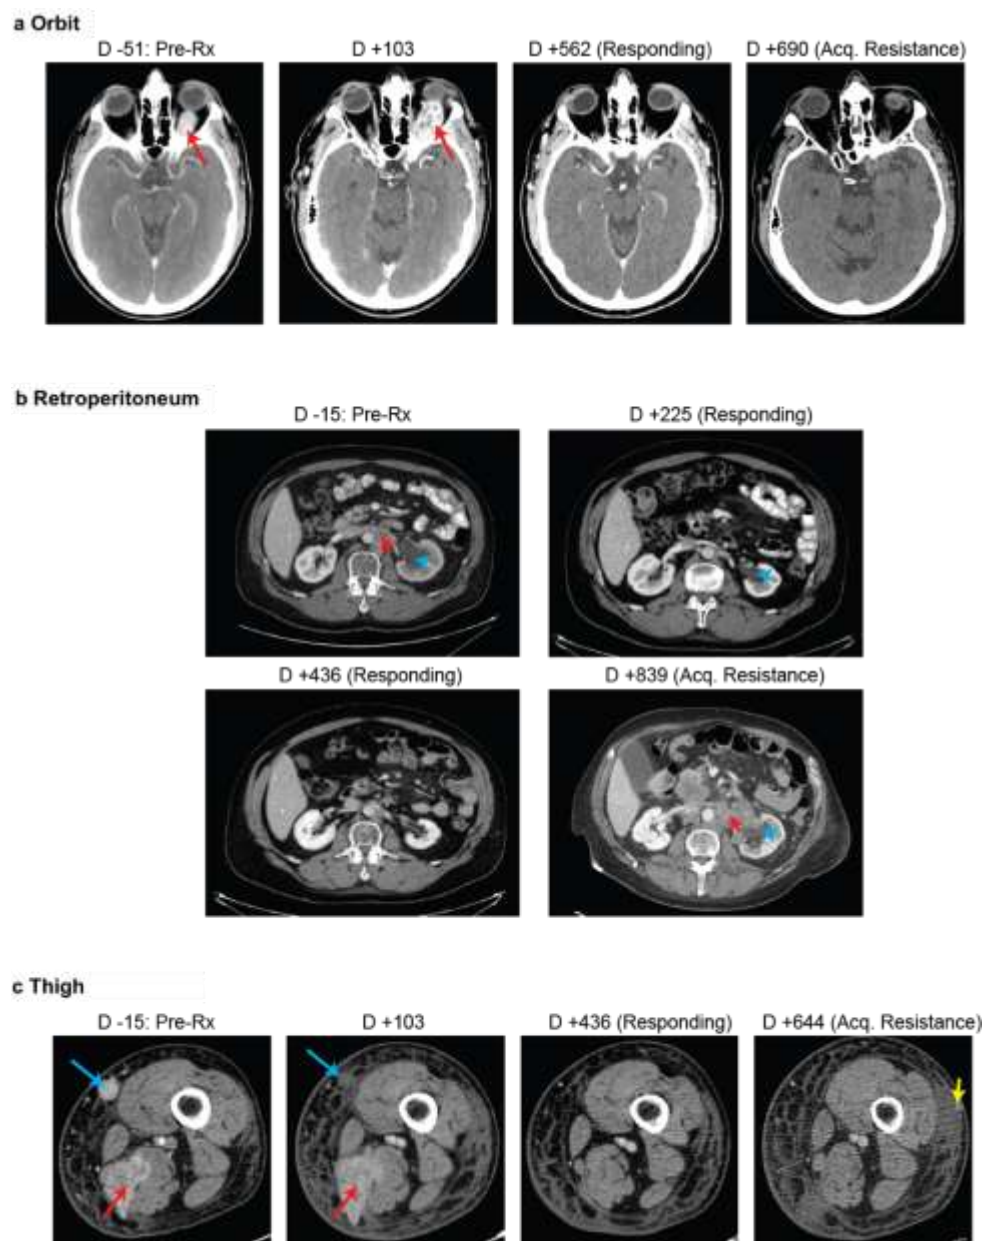 a Orbit
D -51: Pre-Rx
D +103
D +562 (Responding)
D +690 (Acq. Resistance)
b Retroperitoneum
D -15: Pre-Rx
D +225 (Responding)
D +436 (Responding)
D +839 (Acq. Resistance)
c Thigh
D -15: Pre-Rx
D +103
D +436 (Responding)
D +644 (Acq. Resistance)